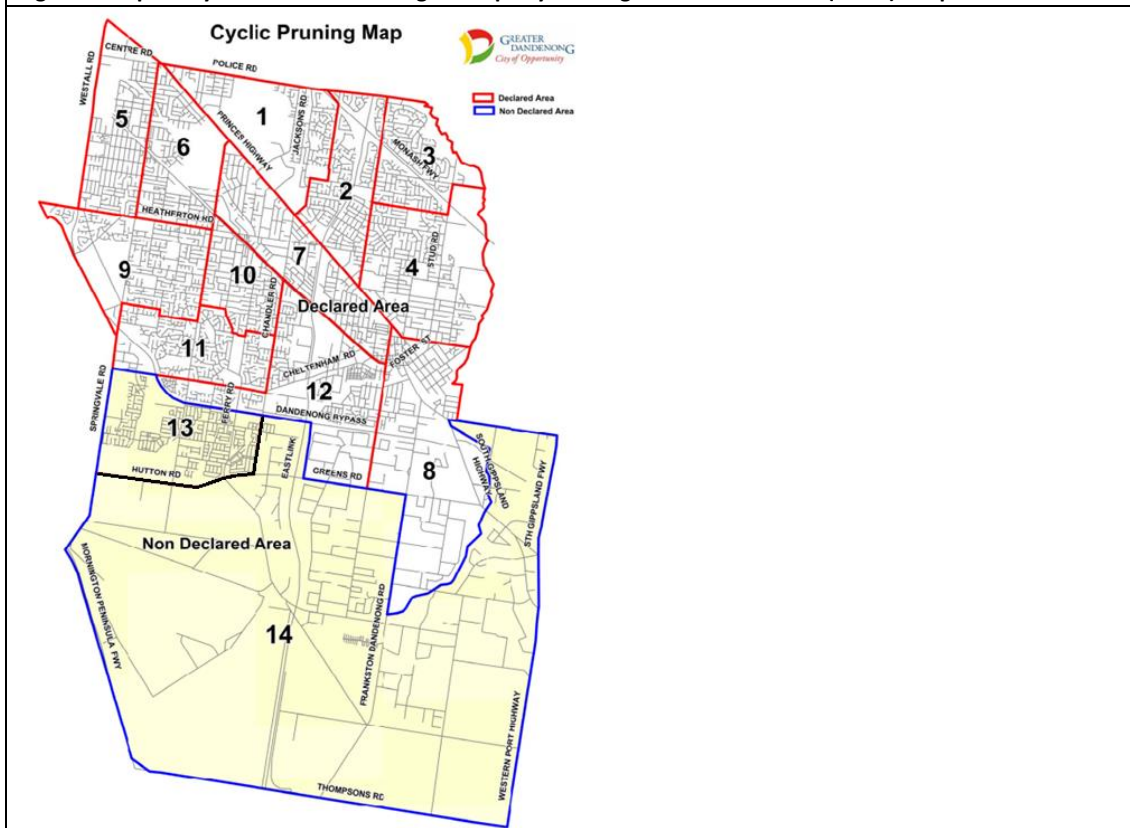 Cyclic Pruning Map
GREATER
DANDENONG
City of Opportunity
Declared Area
Non Declared Area
CENTRE RD
POLICE RD
WESTALL RD
1
JACKSONS RD
5
PRINCES HIGHWAY
6
MONASH FWY
3
2
HEATHERTON RD
STUD RD
7
4
9
10
CHANDLER RD
Declared Area
11
CHELTENHAM RD
FOSTER ST
12
SPRINGVALE RD
PERRY RD
DANDENONG BYPASS
13
EASTLINK
SOUTH GIPPSLAND
HIGHWAY
HUTTON RD
GREENS RD
8
STH GIPPSLAND FWY
Non Declared Area
MORNINGTON PENINSULA FWY
14
FRANKSTON DANDENONG RD
WESTERN PORT HIGHWAY
THOMPSONS RD